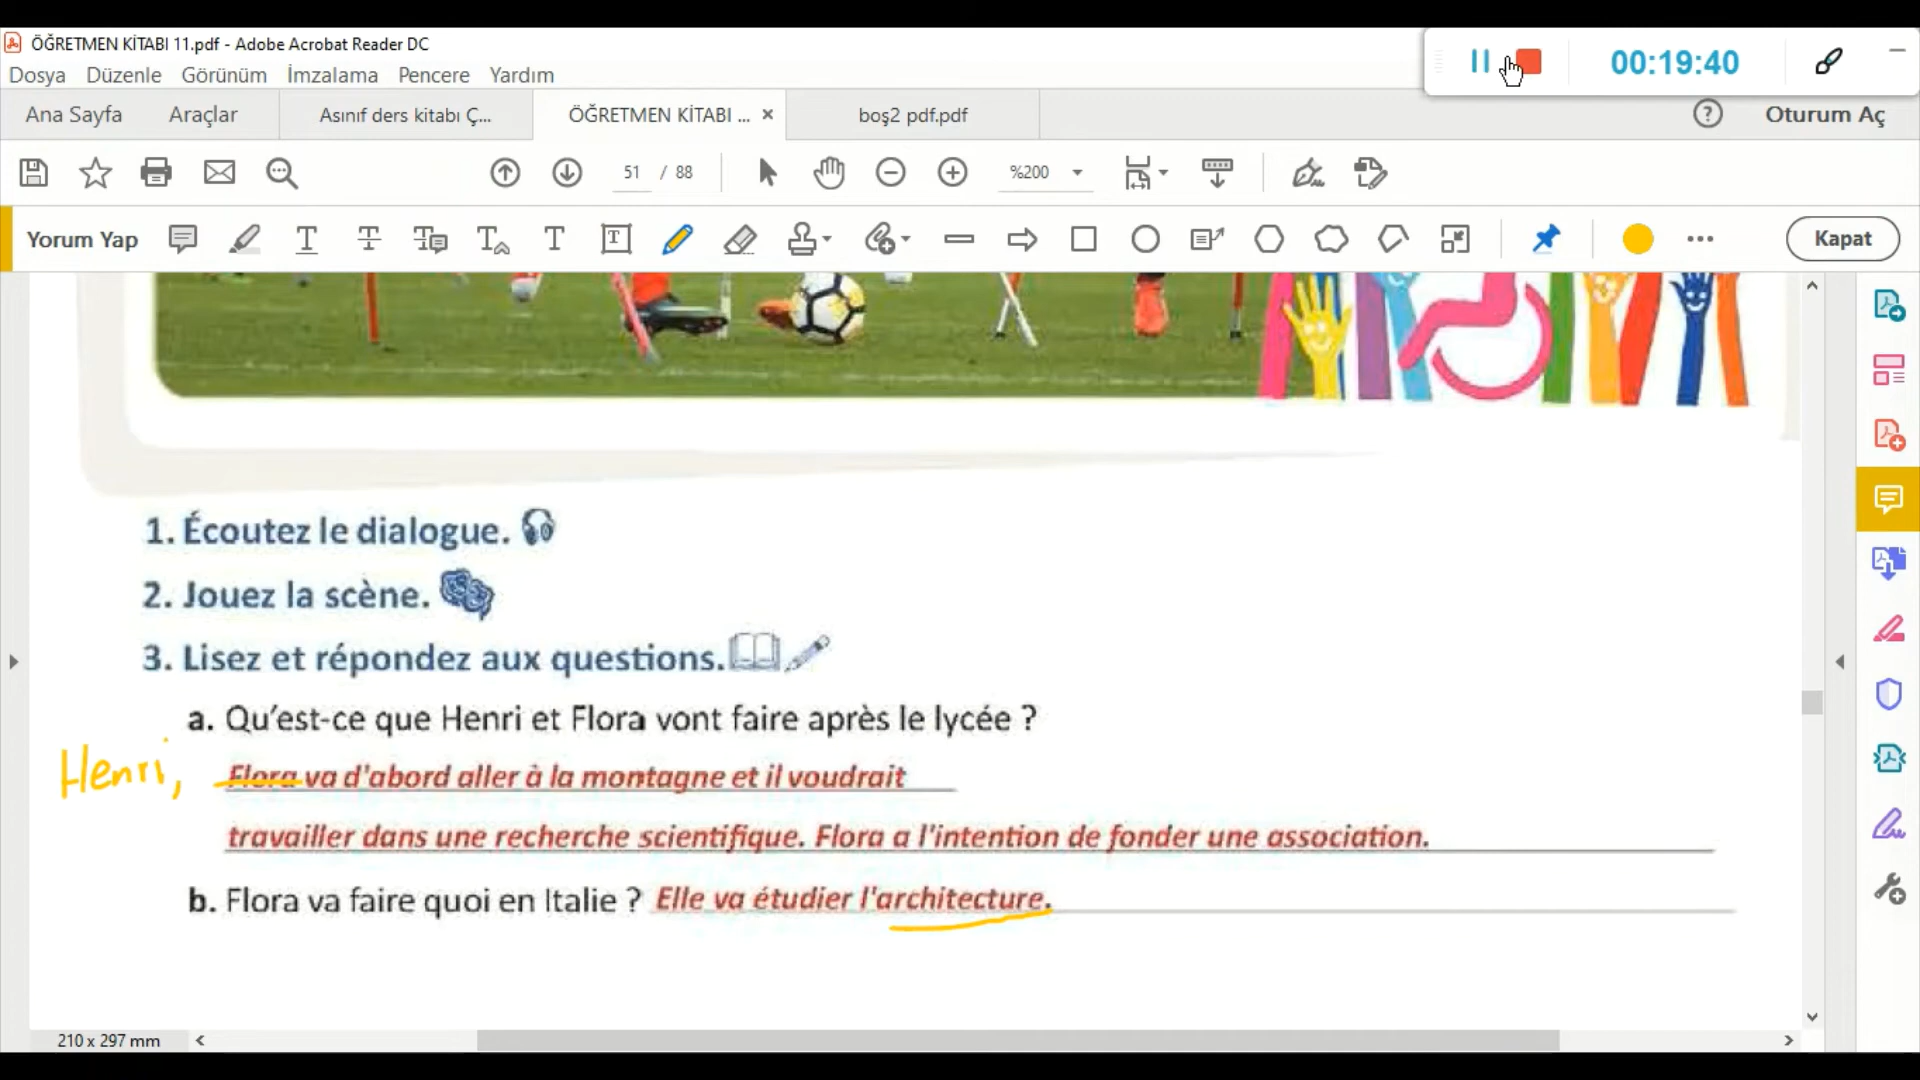 ÖĞRETMEN KİTABI 11.pdf - Adobe Acrobat Reader DC
00:19:40
Dosya Düzenle Görünüm İmzalama Pencere Yardım
Ana Sayfa Araçlar Asınıf ders kitabı Ç... ÖĞRETMEN KİTABI ... × boş2 pdf.pdf Oturum Aç
51 / 88 %200
Yorum Yap Kapat
1. Écoutez le dialogue.
2. Jouez la scène.
3. Lisez et répondez aux questions.
a. Qu’est-ce que Henri et Flora vont faire après le lycée ?
Henri, Flora va d'abord aller à la montagne et il voudrait
travailler dans une recherche scientifique. Flora a l'intention de fonder une association.
b. Flora va faire quoi en Italie ? Elle va étudier l'architecture.
210 x 297 mm